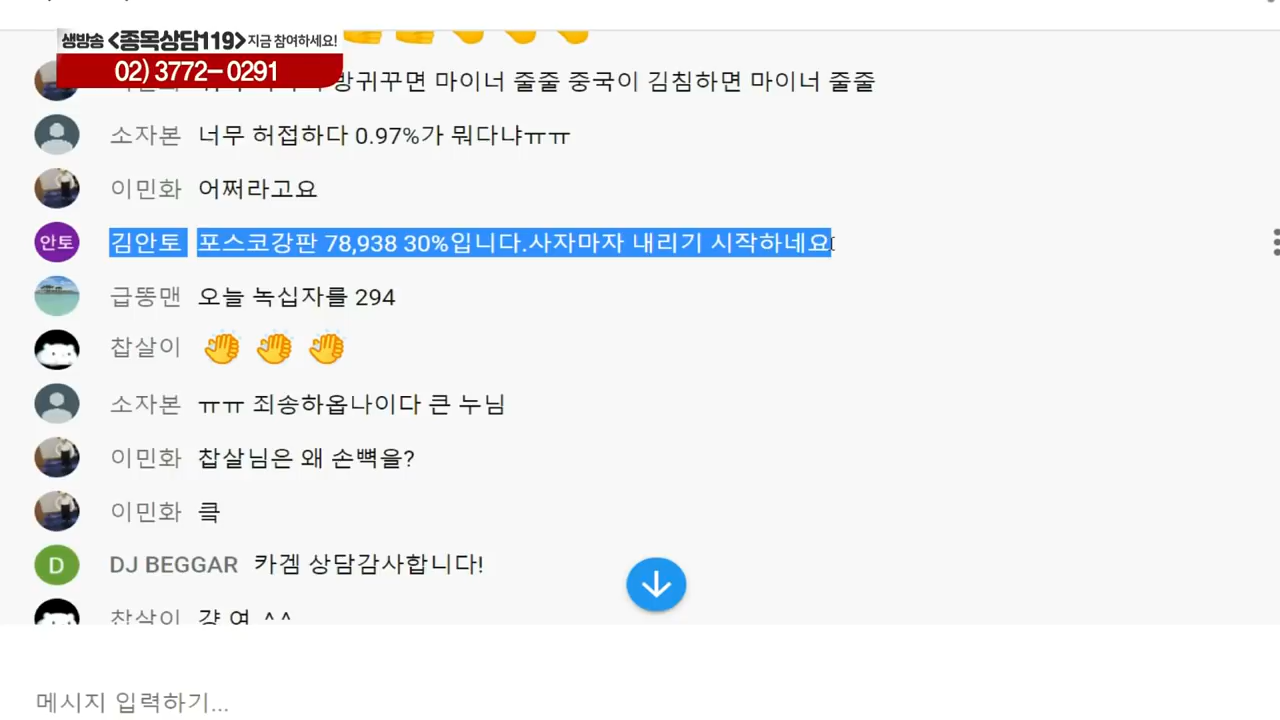 생방송 <종목상담119> 지금 참여하세요!
02) 3772-0291
방귀꾸면 마이너 줄줄 중국이 김침하면 마이너 줄줄
소자본 너무 허접하다 0.97%가 뭐다냐ㅠㅠ
이민화 어쩌라고요
안토 김안토 포스코강판 78,938 30%입니다.사자마자 내리기 시작하네요
급똥맨 오늘 녹십자를 294
찹살이
소자본 ㅠㅠ 죄송하옵나이다 큰 누님
이민화 찹살님은 왜 손뼉을?
이민화 킄
D DJ BEGGAR 카겜 상담감사합니다!
찹살이 걍 여 ^ ^
메시지 입력하기...